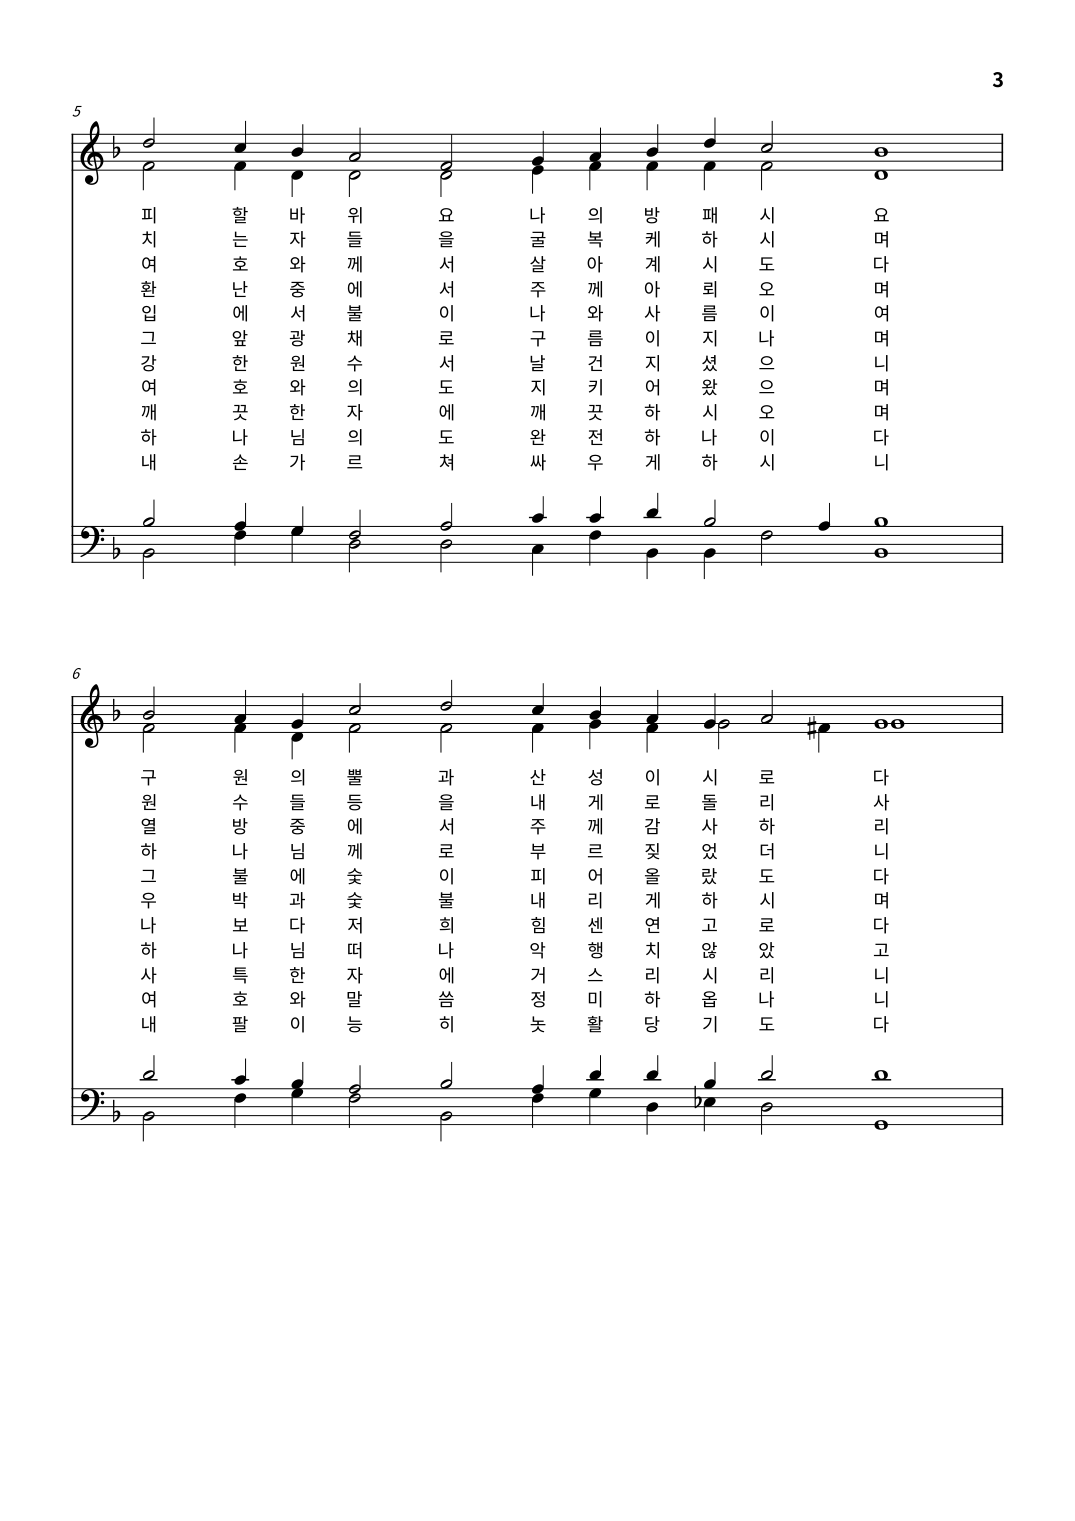 3
5
피 할 바 위 요 나 의 방 패 시 요
치 는 자 들 을 굴 복 케 하 시 며
여 호 와 께 서 살 아 계 시 도 다
환 난 중 에 서 주 께 아 뢰 오 며
입 에 서 불 이 나 와 사 름 이 여
그 앞 광 채 로 구 름 이 지 나 며
강 한 원 수 서 날 건 지 셨 으 니
여 호 와 의 도 지 키 어 왔 으 며
깨 끗 한 자 에 깨 끗 하 시 오 며
하 나 님 의 도 완 전 하 나 이 다
내 손 가 르 쳐 싸 우 게 하 시 니
6
구 원 의 뿔 과 산 성 이 시 로 다
원 수 들 등 을 내 게 로 돌 리 사
열 방 중 에 서 주 께 감 사 하 리
하 나 님 께 로 부 르 짖 었 더 니
그 불 에 숯 이 피 어 올 랐 도 다
우 박 과 숯 불 내 리 게 하 시 며
나 보 다 저 희 힘 센 연 고 로 다
하 나 님 떠 나 악 행 치 않 았 고
사 특 한 자 에 거 스 리 시 리 니
여 호 와 말 씀 정 미 하 옵 나 니
내 팔 이 능 히 놋 활 당 기 도 다